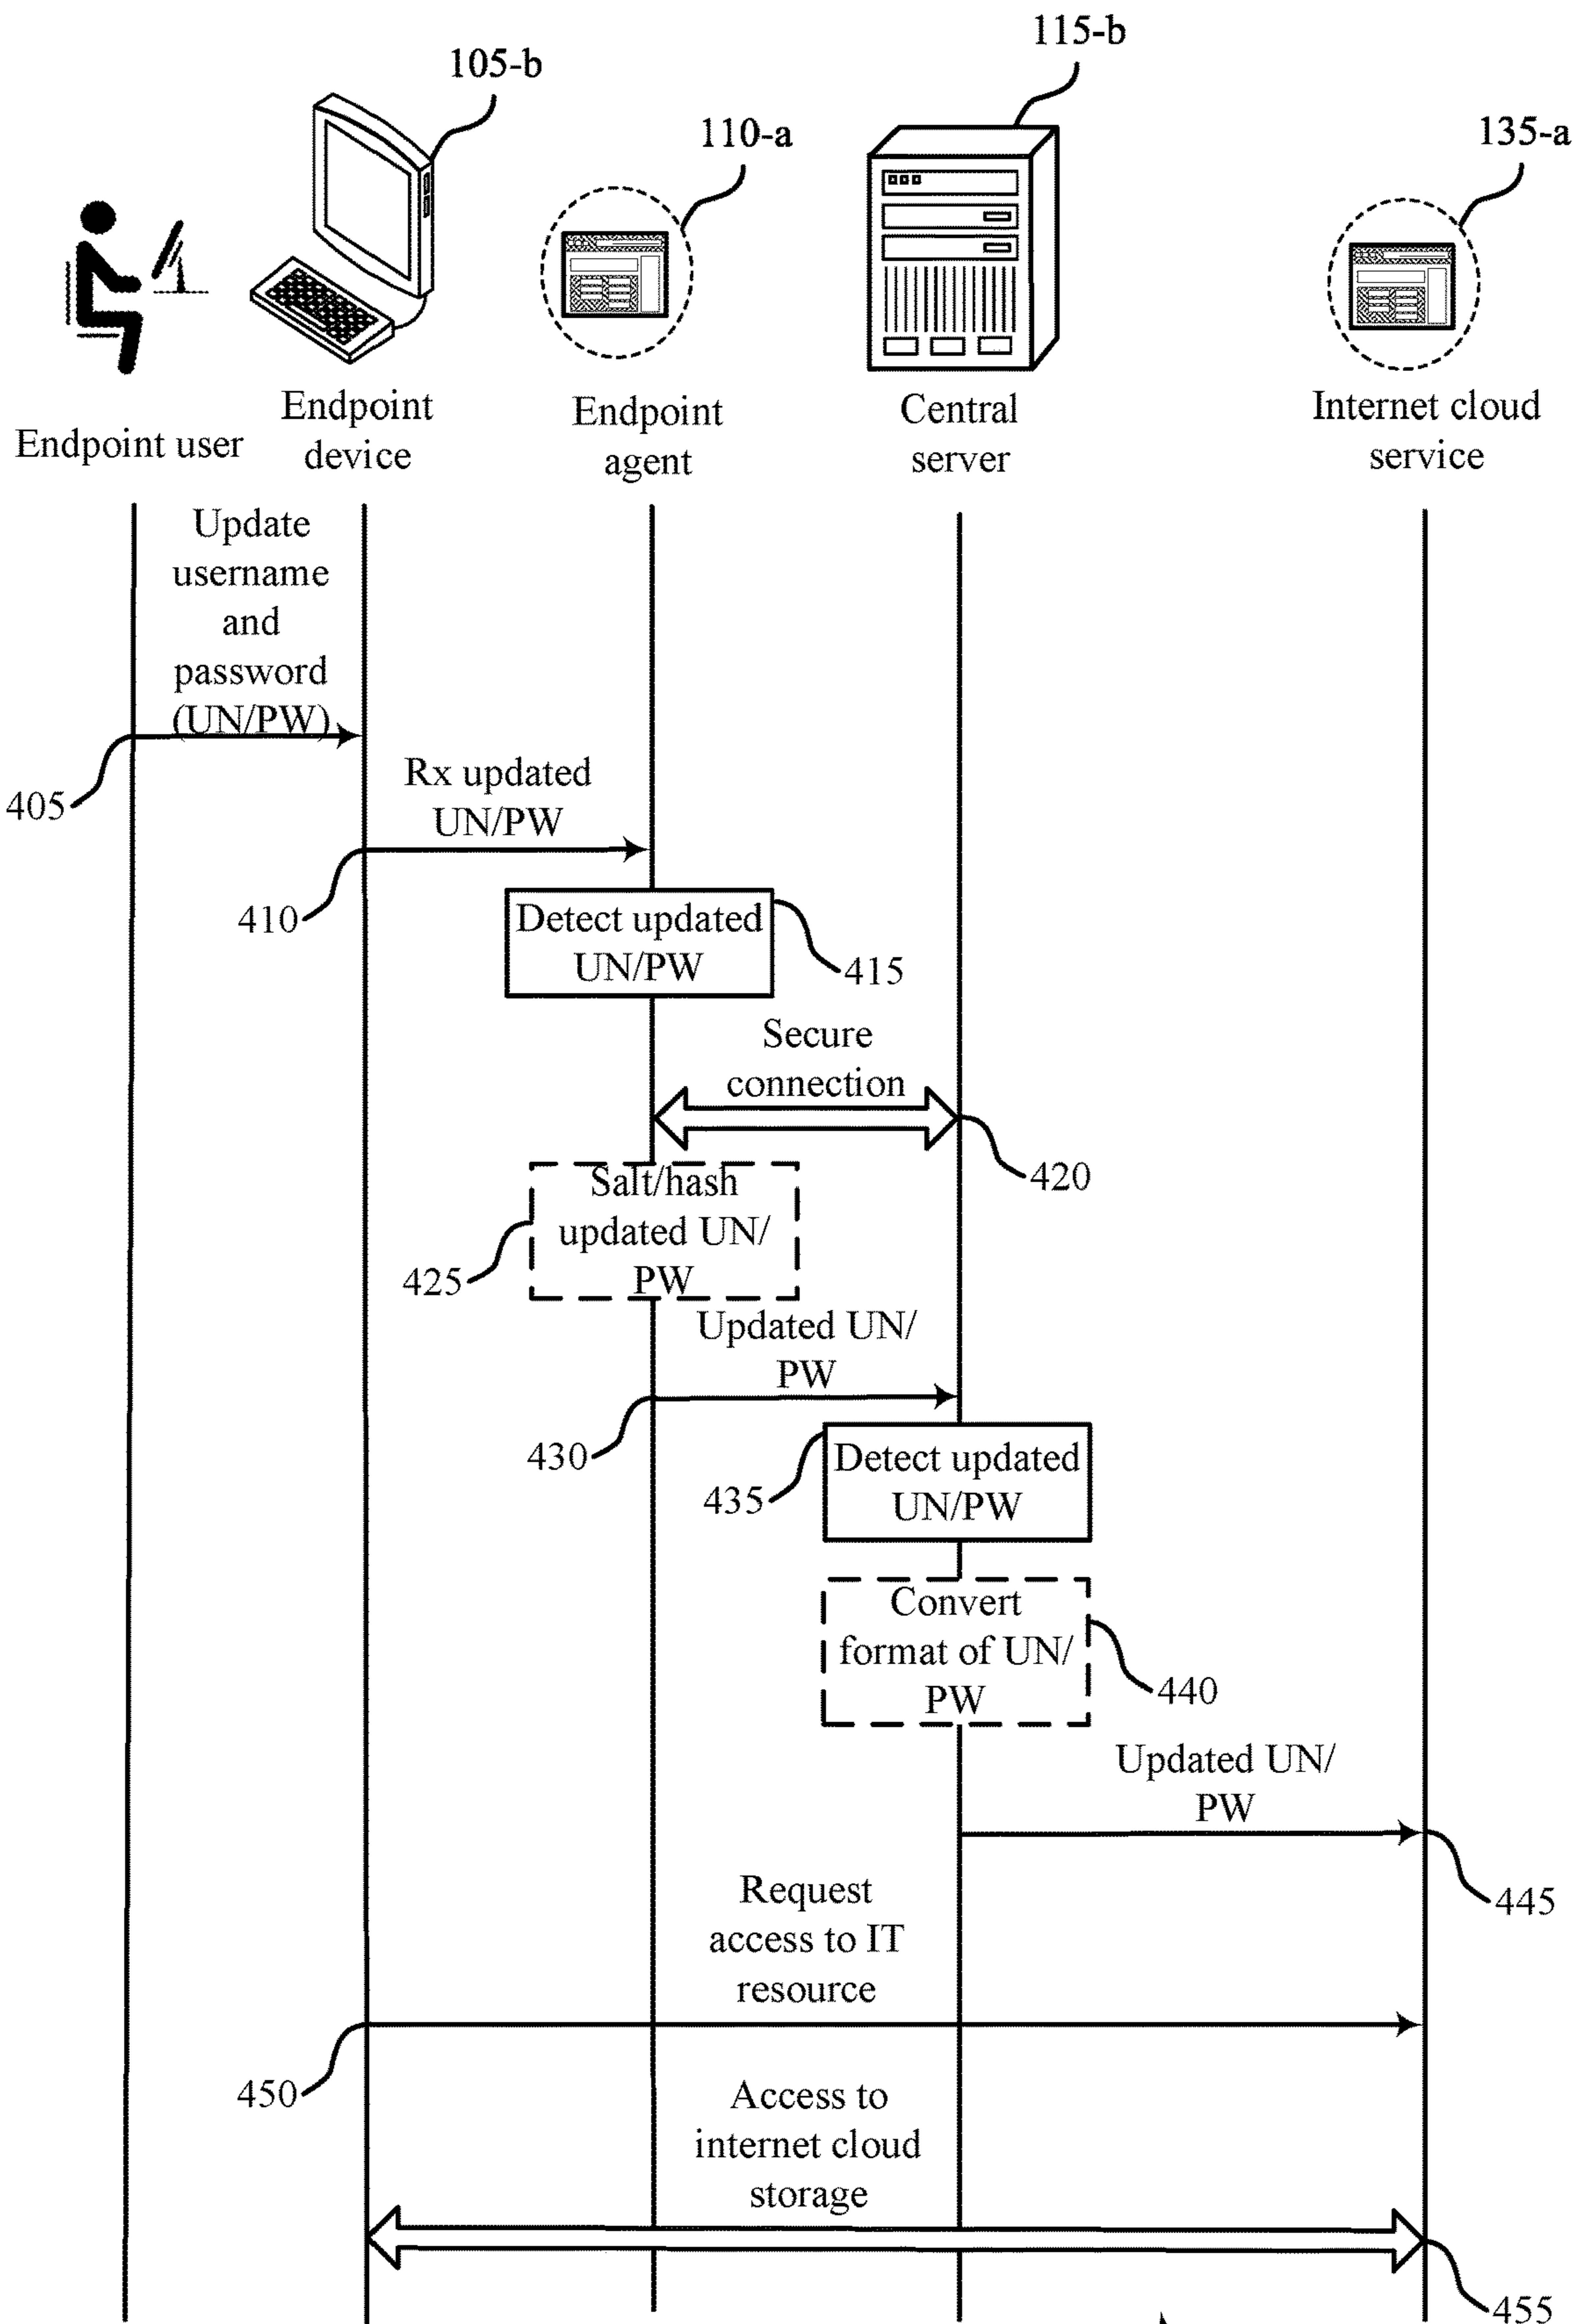 115-b
105-b
110-a
135-a
Endpoint user
Endpoint
device
Endpoint
agent
Central
server
Internet cloud
service
Update
username
and
password
(UN/PW)
405
Rx updated
UN/PW
410
Detect updated
UN/PW
415
Secure
connection
420
Salt/hash
updated UN/
PW
425
Updated UN/
PW
430
Detect updated
UN/PW
435
Convert
format of UN/
PW
440
Updated UN/
PW
445
Request
access to IT
resource
450
Access to
internet cloud
storage
455